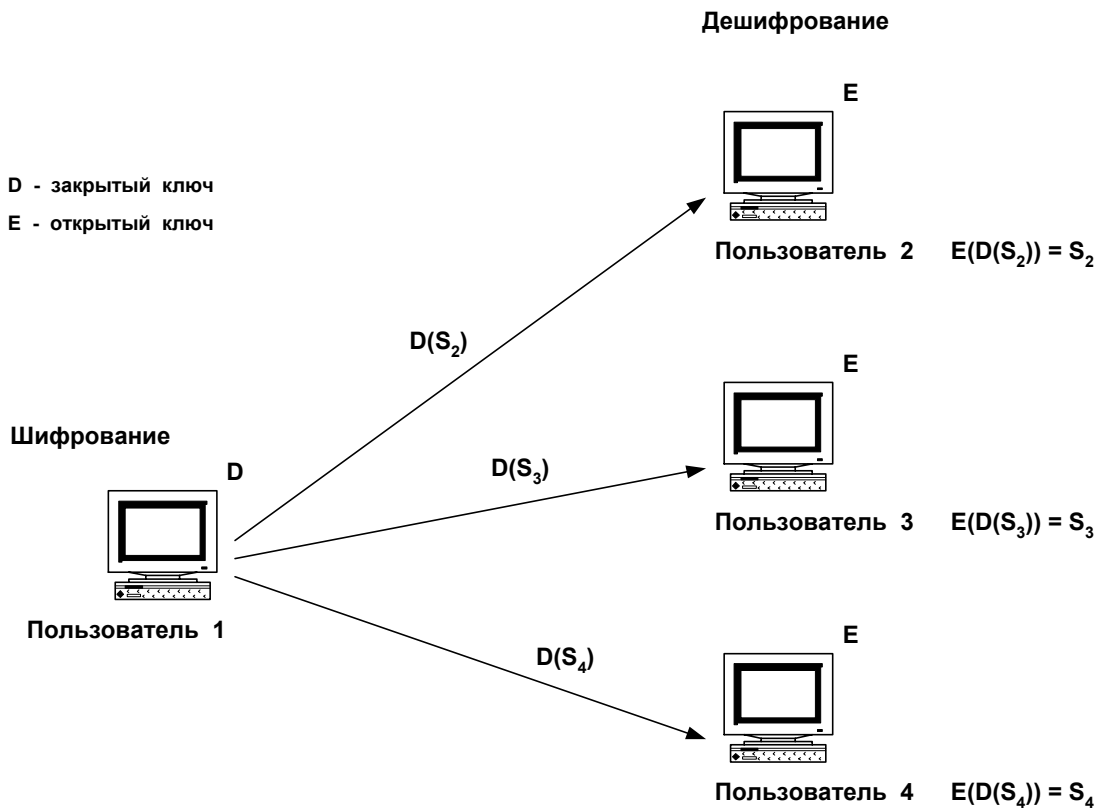 Дешифрование
E
D - закрытый ключ
E - открытый ключ
Пользователь 2 E(D(S₂)) = S₂
D(S₂)
E
Шифрование
D
D(S₃)
Пользователь 3 E(D(S₃)) = S₃
Пользователь 1
E
D(S₄)
Пользователь 4 E(D(S₄)) = S₄